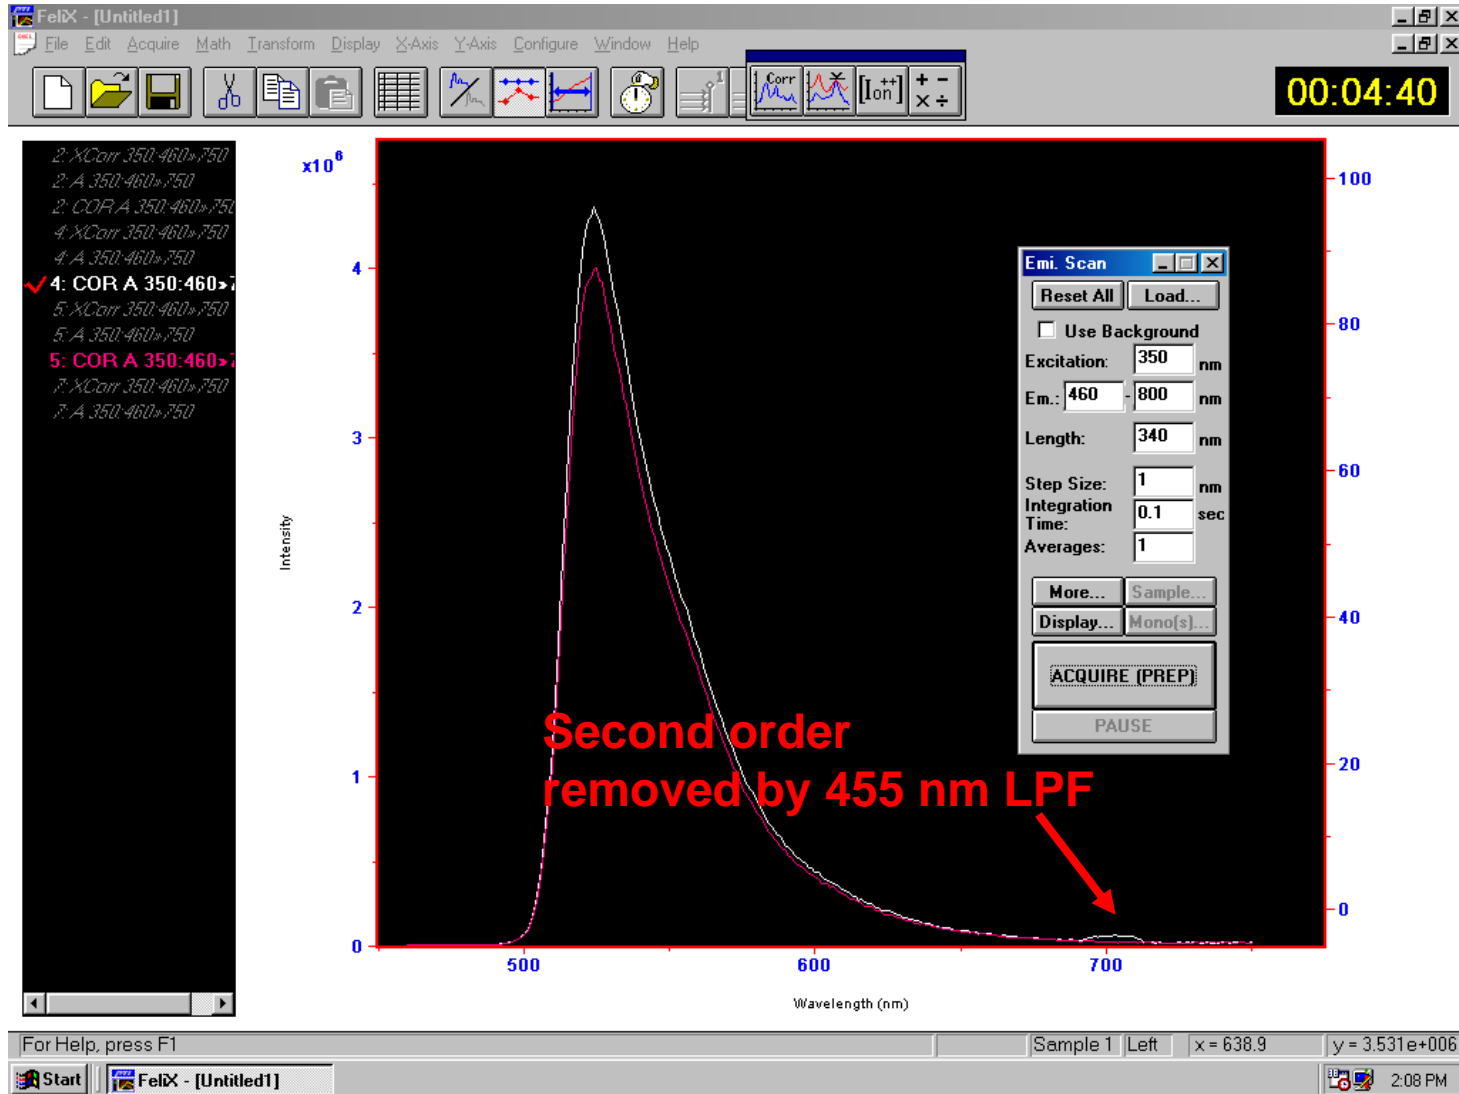 FeliX - [Untitled1]
File Edit Acquire Math Transform Display X-Axis Y-Axis Configure Window Help
Corr [Ion++] + - × ÷
00:04:40
2: XCorr 350:460»750
2: A 350:460»750
2: COR A 350:460»750
4: XCorr 350:460»750
4: A 350:460»750
4: COR A 350:460»7
5: XCorr 350:460»750
5: A 350:460»750
5: COR A 350:460»7
7: XCorr 350:460»750
7: A 350:460»750
x10^6
4
3
2
1
0
Intensity
500 600 700
Wavelength (nm)
100
80
60
40
20
0
Emi. Scan
Reset All Load...
Use Background
Excitation: 350 nm
Em.: 460 - 800 nm
Length: 340 nm
Step Size: 1 nm
Integration
Time: 0.1 sec
Averages: 1
More... Sample...
Display... Mono(s)...
ACQUIRE (PREP)
PAUSE
Second order
removed by 455 nm LPF
For Help, press F1 Sample 1 Left x = 638.9 y = 3.531e+006
Start FeliX - [Untitled1] 2:08 PM